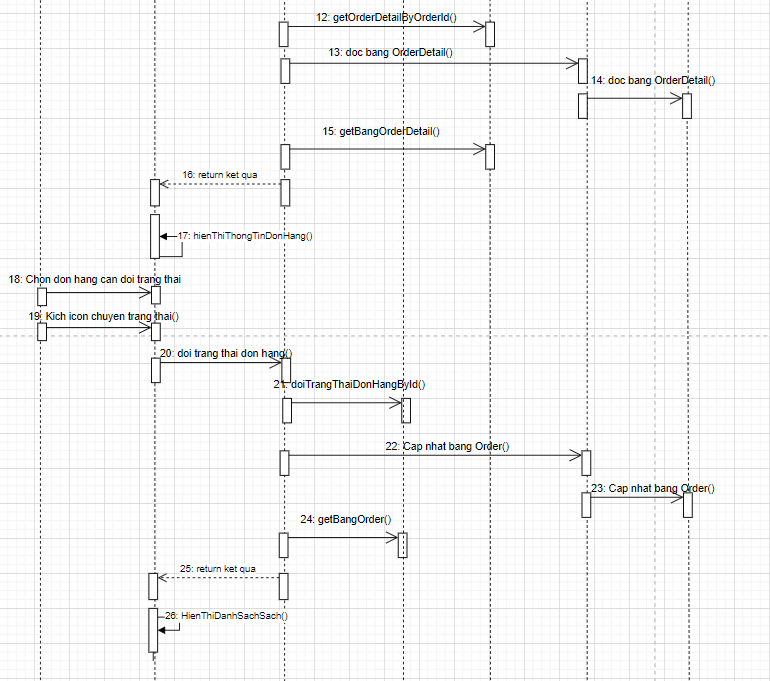 12: getOrderDetailByOrderId()
13: doc bang OrderDetail()
14: doc bang OrderDetail()
15: getBangOrderDetail()
16: return ket qua
17: hienThiThongTinDonHang()
18: Chon don hang can doi trang thai
19: Kich icon chuyen trang thai()
20: doi trang thai don hang()
21: doiTrangThaiDonHangById()
22: Cap nhat bang Order()
23: Cap nhat bang Order()
24: getBangOrder()
25: return ket qua
26: HienThiDanhSachSach()